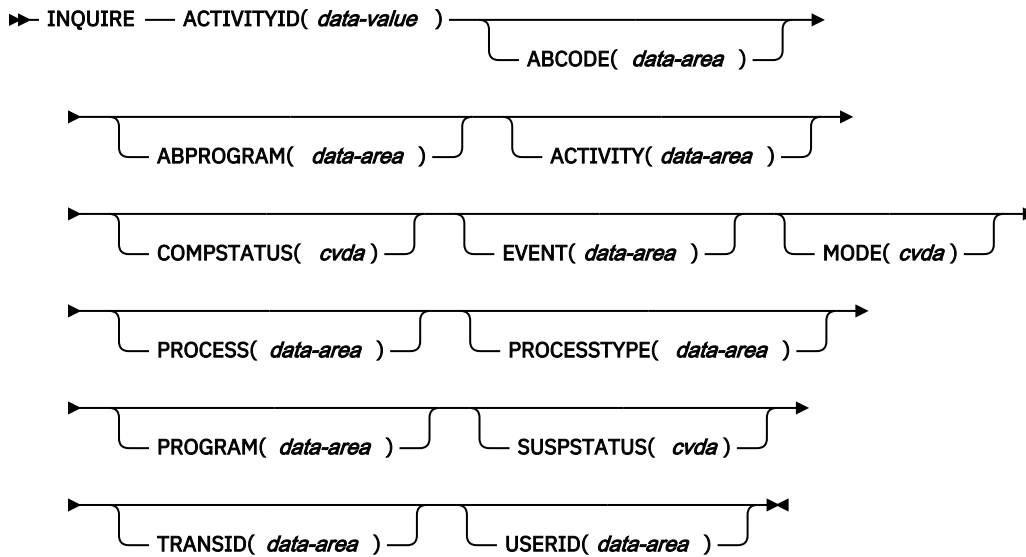 INQUIRE ACTIVITYID( data-value )
ABCODE( data-area )
ABPROGRAM( data-area ) ACTIVITY( data-area )
COMPSTATUS( cvda ) EVENT( data-area ) MODE( cvda )
PROCESS( data-area ) PROCESSTYPE( data-area )
PROGRAM( data-area ) SUSPSTATUS( cvda )
TRANSID( data-area ) USERID( data-area )